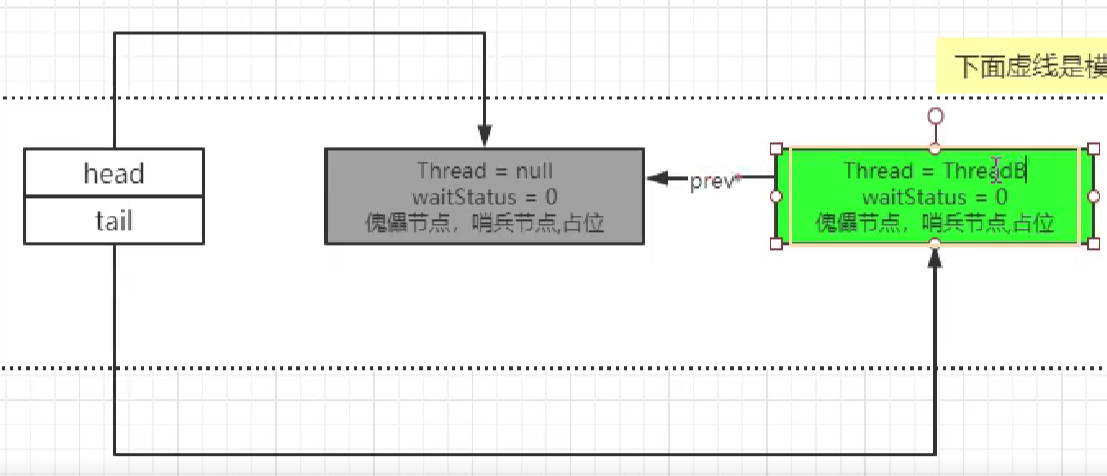 下面虚线是模
head
tail
Thread = null
waitStatus = 0
傀儡节点，哨兵节点,占位
prev
Thread = ThreadB
waitStatus = 0
傀儡节点，哨兵节点,占位